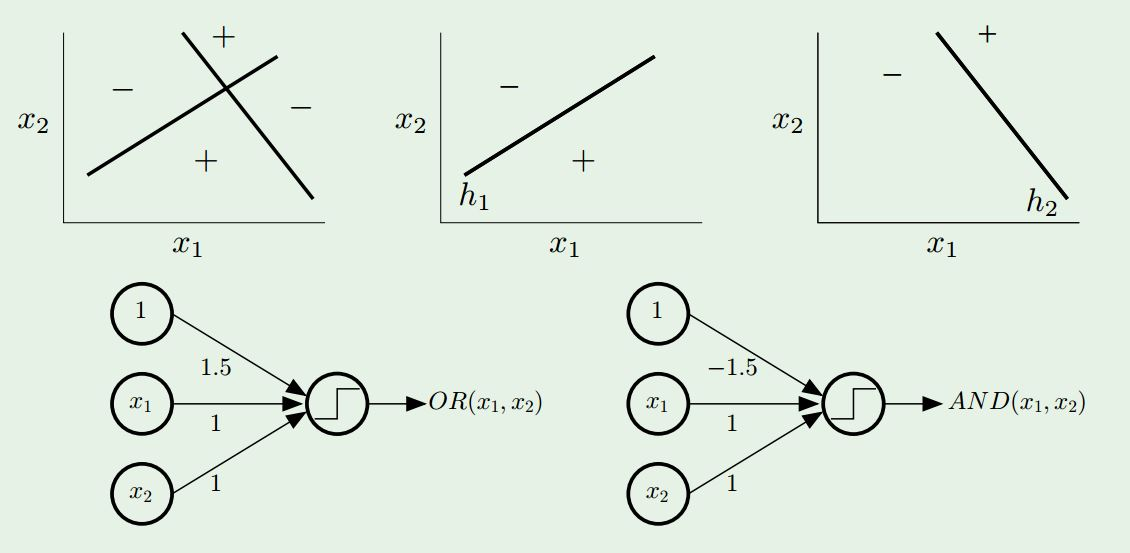 +
− −
x₂
+
x₁
−
x₂
+
h₁
x₁
+
−
x₂
h₂
x₁
1
1.5
x₁
1
OR(x₁, x₂)
x₂
1
1
−1.5
x₁
1
AND(x₁, x₂)
x₂
1